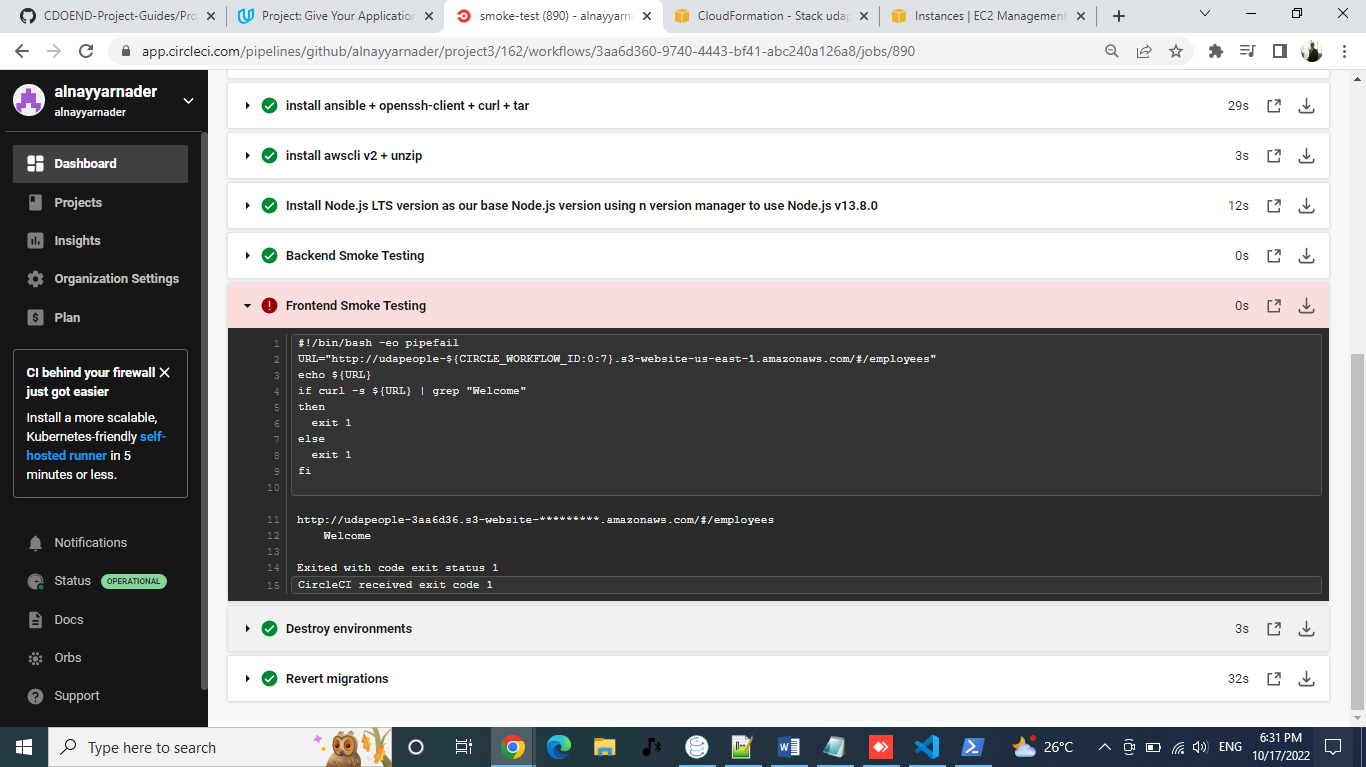 CDOEND-Project-Guides/Pro
Project: Give Your Application
smoke-test (890) - alnayyarna
CloudFormation - Stack udap
Instances | EC2 Management
app.circleci.com/pipelines/github/alnayyarnader/project3/162/workflows/3aa6d360-9740-4443-bf41-abc240a126a8/jobs/890
alnayyarnader
alnayyarnader
Dashboard
Projects
Insights
Organization Settings
Plan
CI behind your firewall
just got easier
Install a more scalable,
Kubernetes-friendly self-
hosted runner in 5
minutes or less.
Notifications
Status OPERATIONAL
Docs
Orbs
Support
install ansible + openssh-client + curl + tar 29s
install awscli v2 + unzip 3s
Install Node.js LTS version as our base Node.js version using n version manager to use Node.js v13.8.0 12s
Backend Smoke Testing 0s
Frontend Smoke Testing 0s
1 #!/bin/bash -eo pipefail
2 URL="http://udapeople-${CIRCLE_WORKFLOW_ID:0:7}.s3-website-us-east-1.amazonaws.com/#/employees"
3 echo ${URL}
4 if curl -s ${URL} | grep "Welcome"
5 then
6 exit 1
7 else
8 exit 1
9 fi
10
11 http://udapeople-3aa6d36.s3-website-*********.amazonaws.com/#/employees
12 Welcome
13
14 Exited with code exit status 1
15 CircleCI received exit code 1
Destroy environments 3s
Revert migrations 32s
Type here to search
26°C
ENG
6:31 PM
10/17/2022